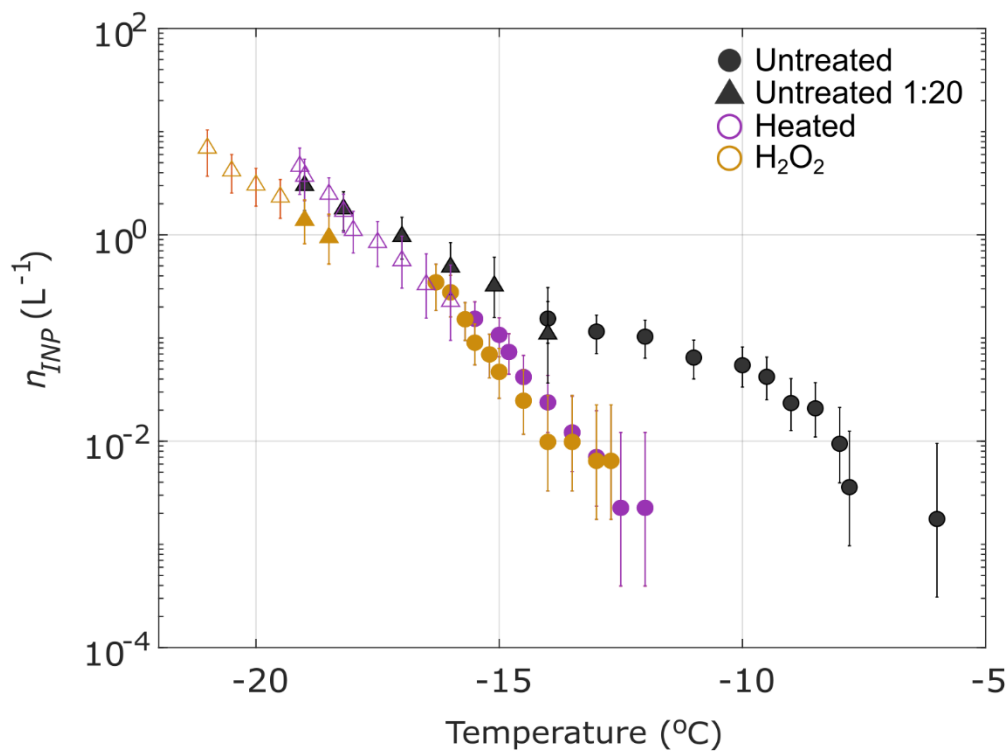 10²
10⁰
10⁻²
10⁻⁴
n_INP (L⁻¹)
Untreated
Untreated 1:20
Heated
H₂O₂
-20
-15
-10
-5
Temperature (⁰C)